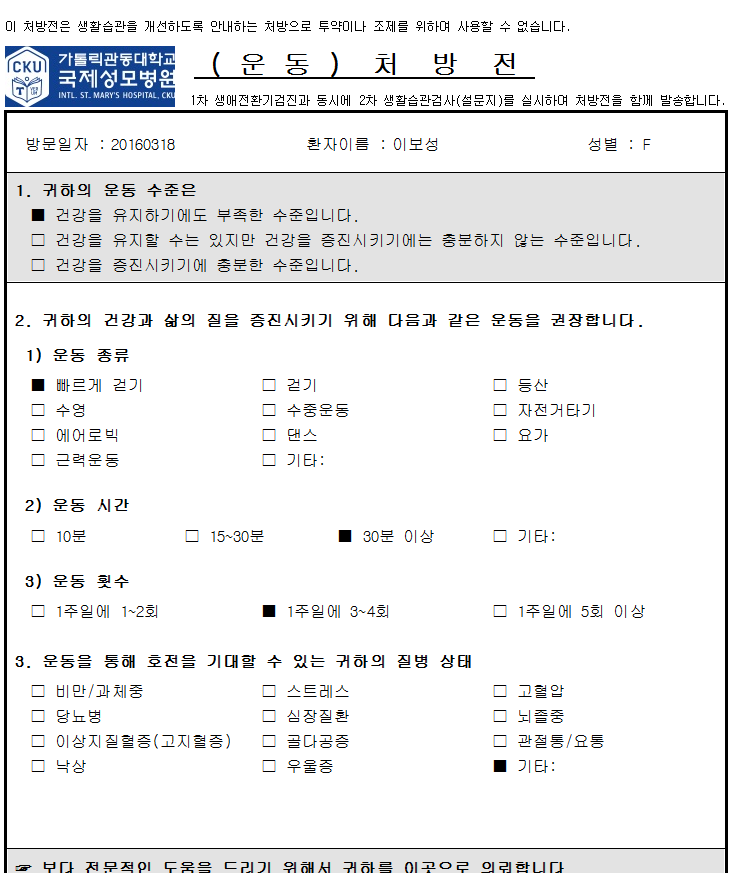 이 처방전은 생활습관을 개선하도록 안내하는 처방으로 투약이나 조제를 위하여 사용할 수 없습니다.
CKU 가톨릭관동대학교
국제성모병원
INTL. ST. MARY'S HOSPITAL, CKU
( 운 동 ) 처 방 전
1차 생애전환기검진과 동시에 2차 생활습관검사(설문지)를 실시하여 처방전을 함께 발송합니다.
방문일자 : 20160318 환자이름 : 이보성 성별 : F
1. 귀하의 운동 수준은
■ 건강을 유지하기에도 부족한 수준입니다.
□ 건강을 유지할 수는 있지만 건강을 증진시키기에는 충분하지 않는 수준입니다.
□ 건강을 증진시키기에 충분한 수준입니다.
2. 귀하의 건강과 삶의 질을 증진시키기 위해 다음과 같은 운동을 권장합니다.
1) 운동 종류
■ 빠르게 걷기 □ 걷기 □ 등산
□ 수영 □ 수중운동 □ 자전거타기
□ 에어로빅 □ 댄스 □ 요가
□ 근력운동 □ 기타:
2) 운동 시간
□ 10분 □ 15~30분 ■ 30분 이상 □ 기타:
3) 운동 횟수
□ 1주일에 1~2회 ■ 1주일에 3~4회 □ 1주일에 5회 이상
3. 운동을 통해 호전을 기대할 수 있는 귀하의 질병 상태
□ 비만/과체중 □ 스트레스 □ 고혈압
□ 당뇨병 □ 심장질환 □ 뇌졸중
□ 이상지질혈증(고지혈증) □ 골다공증 □ 관절통/요통
□ 낙상 □ 우울증 ■ 기타:
☞ 보다 전문적인 도움을 드리기 위해서 귀하를 이곳으로 의뢰합니다